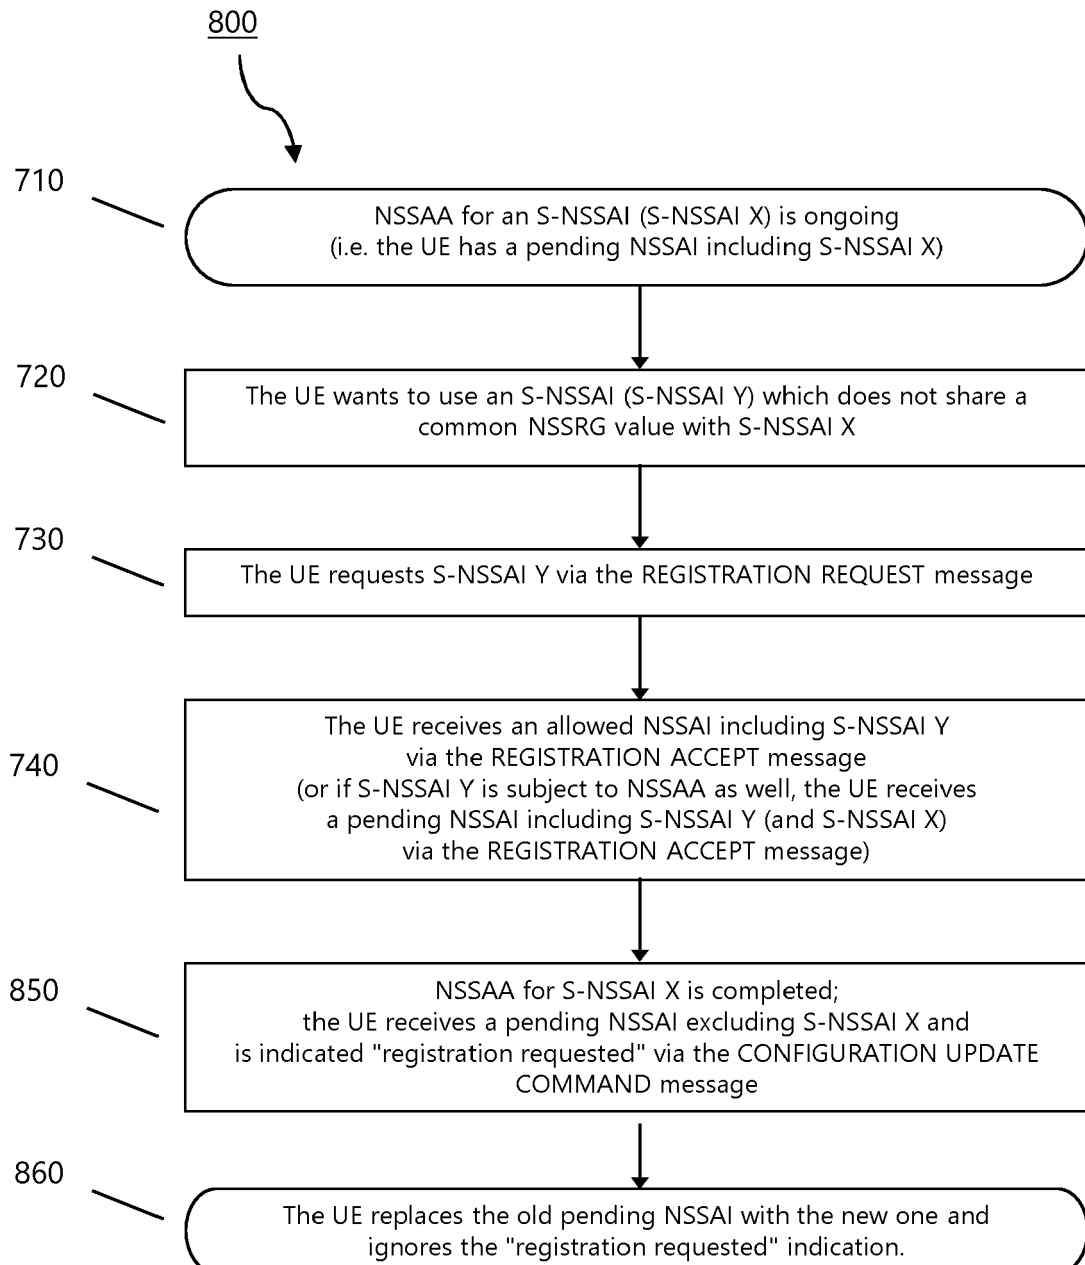 800
710
NSSAA for an S-NSSAI (S-NSSAI X) is ongoing
(i.e. the UE has a pending NSSAI including S-NSSAI X)
720
The UE wants to use an S-NSSAI (S-NSSAI Y) which does not share a
common NSSRG value with S-NSSAI X
730
The UE requests S-NSSAI Y via the REGISTRATION REQUEST message
740
The UE receives an allowed NSSAI including S-NSSAI Y
via the REGISTRATION ACCEPT message
(or if S-NSSAI Y is subject to NSSAA as well, the UE receives
a pending NSSAI including S-NSSAI Y (and S-NSSAI X)
via the REGISTRATION ACCEPT message)
850
NSSAA for S-NSSAI X is completed;
the UE receives a pending NSSAI excluding S-NSSAI X and
is indicated "registration requested" via the CONFIGURATION UPDATE
COMMAND message
860
The UE replaces the old pending NSSAI with the new one and
ignores the "registration requested" indication.